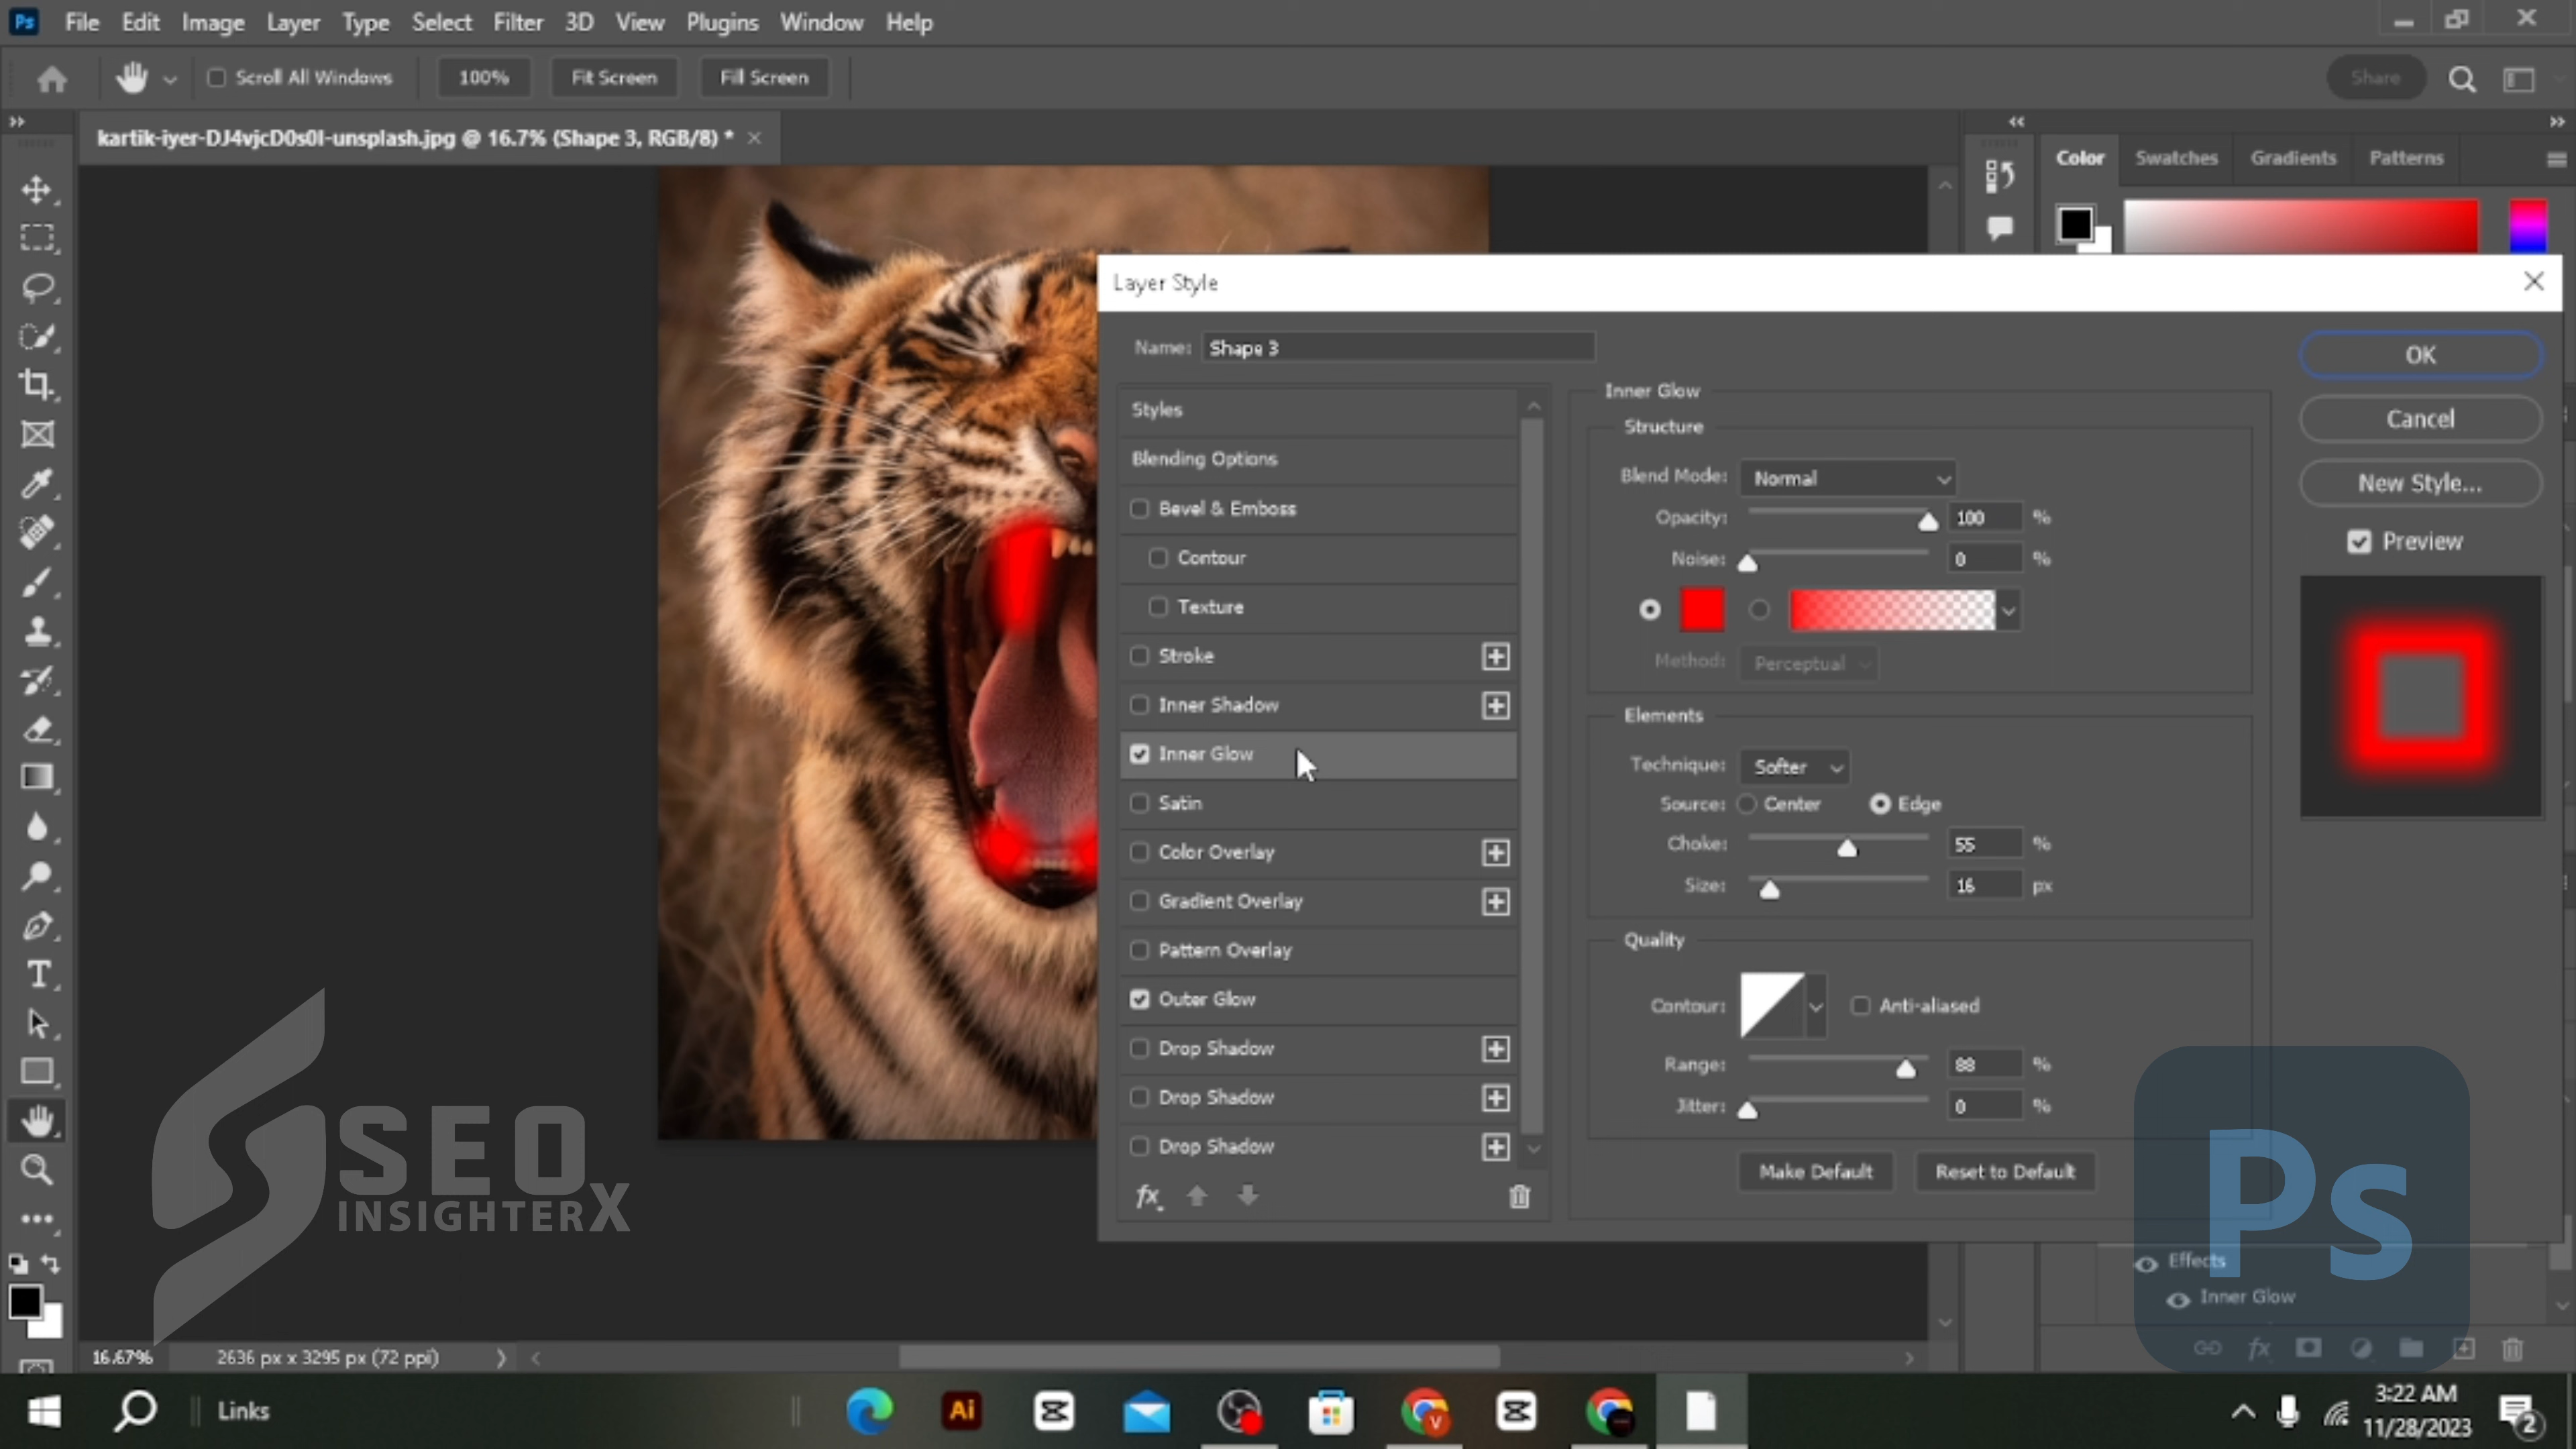 Ps File Edit Image Layer Type Select Filter 3D View Plugins Window Help
Scroll All Windows 100% Fit Screen Fill Screen Share
kartik-iyer-DJ4vjcD0s0I-unsplash.jpg @ 16.7% (Shape 3, RGB/8) *
Color Swatches Gradients Patterns
Layer Style
Name: Shape 3
OK
Cancel
New Style...
Preview
Styles
Blending Options
Bevel & Emboss
Contour
Texture
Stroke
Inner Shadow
Inner Glow
Satin
Color Overlay
Gradient Overlay
Pattern Overlay
Outer Glow
Drop Shadow
Drop Shadow
Drop Shadow
fx
Inner Glow
Structure
Blend Mode: Normal
Opacity: 100 %
Noise: 0 %
Method: Perceptual
Elements
Technique: Softer
Source: Center Edge
Choke: 55 %
Size: 16 px
Quality
Contour: Anti-aliased
Range: 88 %
Jitter: 0 %
Make Default Reset to Default
SEO
INSIGHTERX
Ps
Effects
Inner Glow
fx
16.67% 2636 px x 3295 px (72 ppi)
Links
Ai
V
3:22 AM
11/28/2023
2